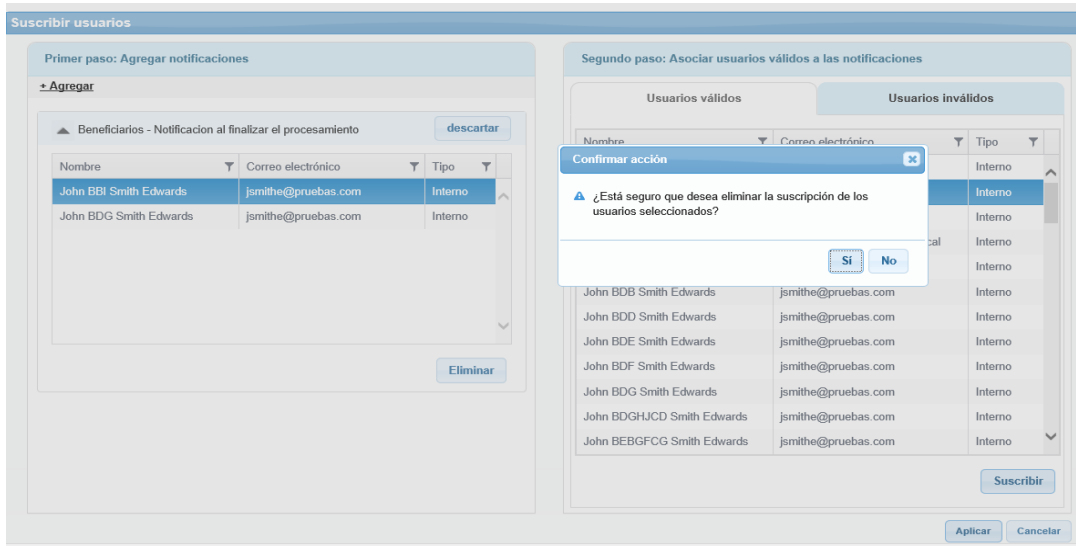 Suscribir usuarios
Primer paso: Agregar notificaciones
+ Agregar
Beneficiarios - Notificacion al finalizar el procesamiento
descartar
Nombre Correo electrónico Tipo
John BBI Smith Edwards jsmithe@pruebas.com Interno
John BDG Smith Edwards jsmithe@pruebas.com Interno
Eliminar
Segundo paso: Asociar usuarios válidos a las notificaciones
Usuarios válidos Usuarios inválidos
Nombre Correo electrónico Tipo
Interno
Interno
Interno
cal Interno
Interno
Confirmar acción
¿Está seguro que desea eliminar la suscripción de los
usuarios seleccionados?
Sí No
John BDB Smith Edwards jsmithe@pruebas.com Interno
John BDD Smith Edwards jsmithe@pruebas.com Interno
John BDE Smith Edwards jsmithe@pruebas.com Interno
John BDF Smith Edwards jsmithe@pruebas.com Interno
John BDG Smith Edwards jsmithe@pruebas.com Interno
John BDGHJCD Smith Edwards jsmithe@pruebas.com Interno
John BEBGFCG Smith Edwards jsmithe@pruebas.com Interno
Suscribir
Aplicar Cancelar